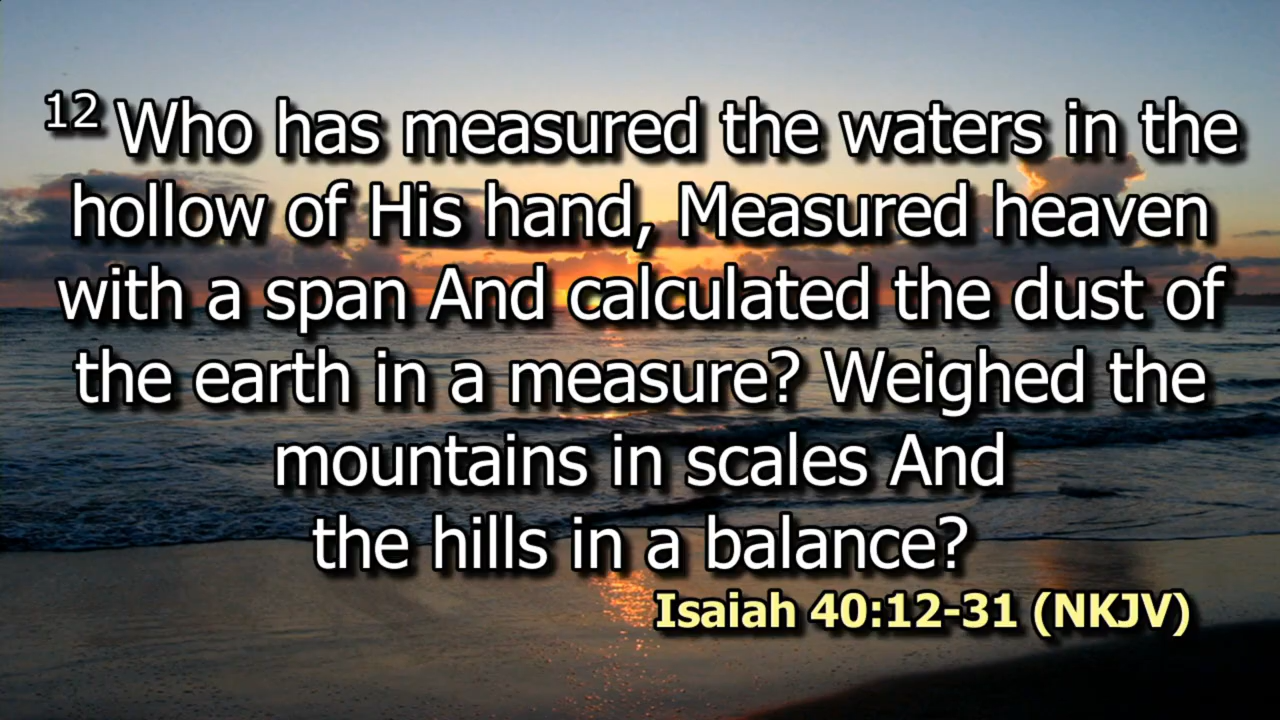 12 Who has measured the waters in the
hollow of His hand, Measured heaven
with a span And calculated the dust of
the earth in a measure? Weighed the
mountains in scales And
the hills in a balance?
Isaiah 40:12-31 (NKJV)